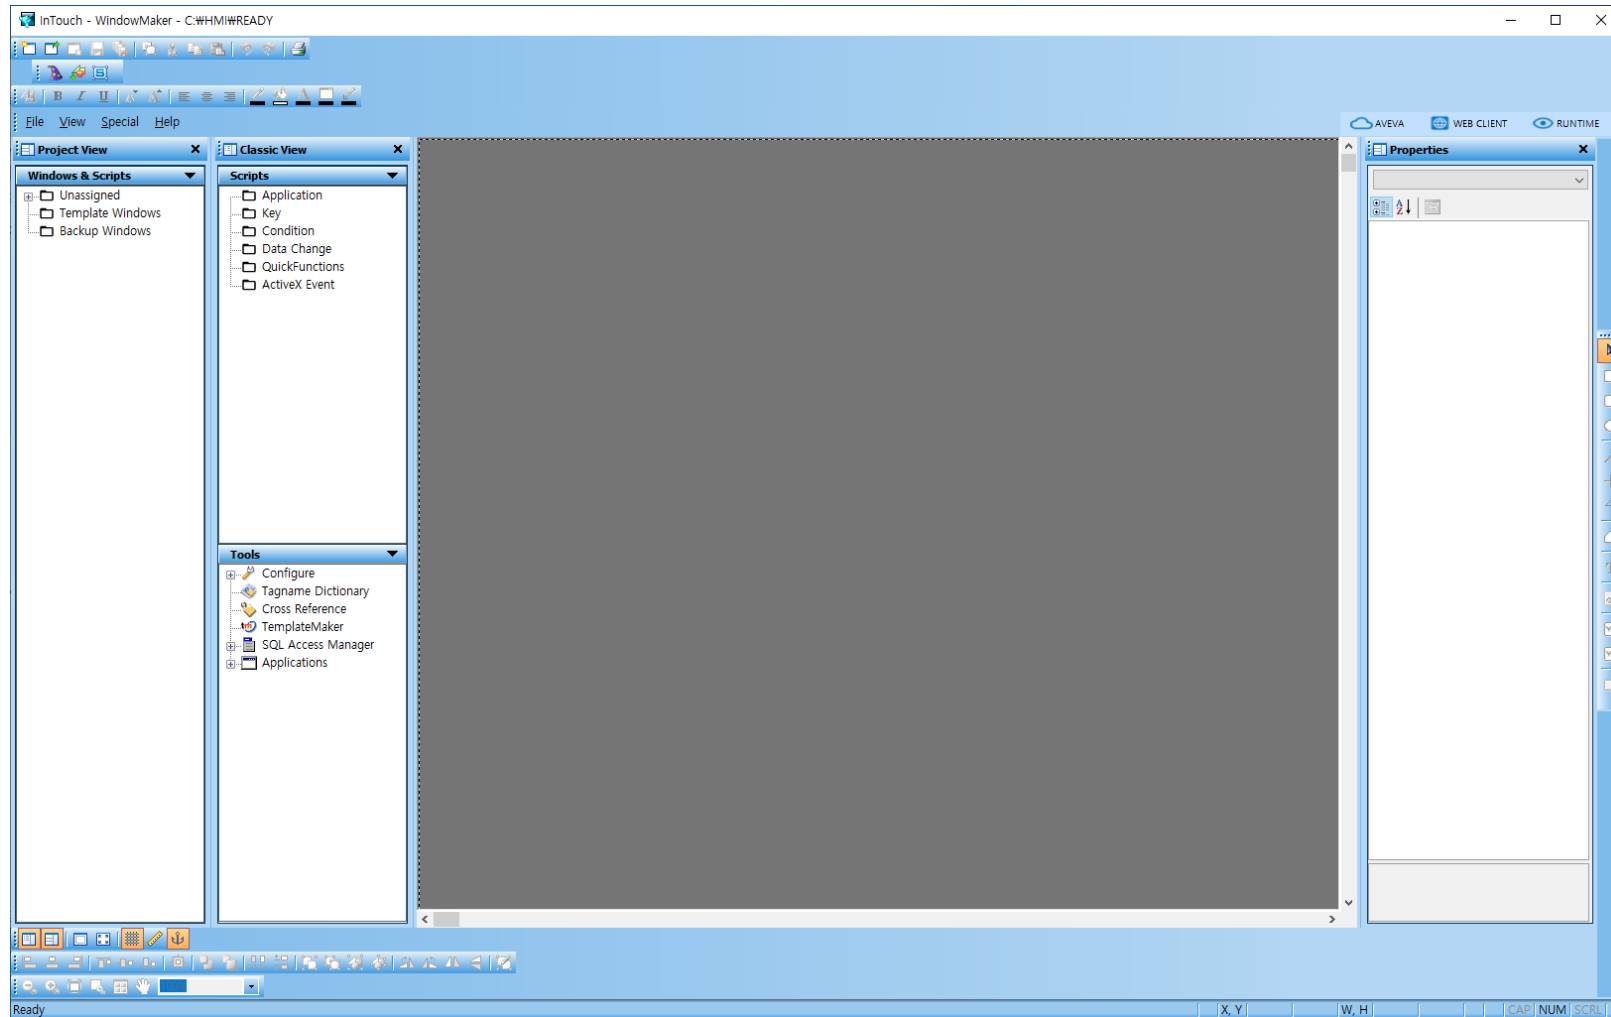 InTouch - WindowMaker - C:₩HMI₩READY
B I U
File View Special Help
AVEVA WEB CLIENT RUNTIME
Project View
Classic View
Properties
Windows & Scripts
Scripts
Unassigned
Template Windows
Backup Windows
Application
Key
Condition
Data Change
QuickFunctions
ActiveX Event
Tools
Configure
Tagname Dictionary
Cross Reference
TemplateMaker
SQL Access Manager
Applications
Ready
X, Y
W, H
CAP NUM SCRL